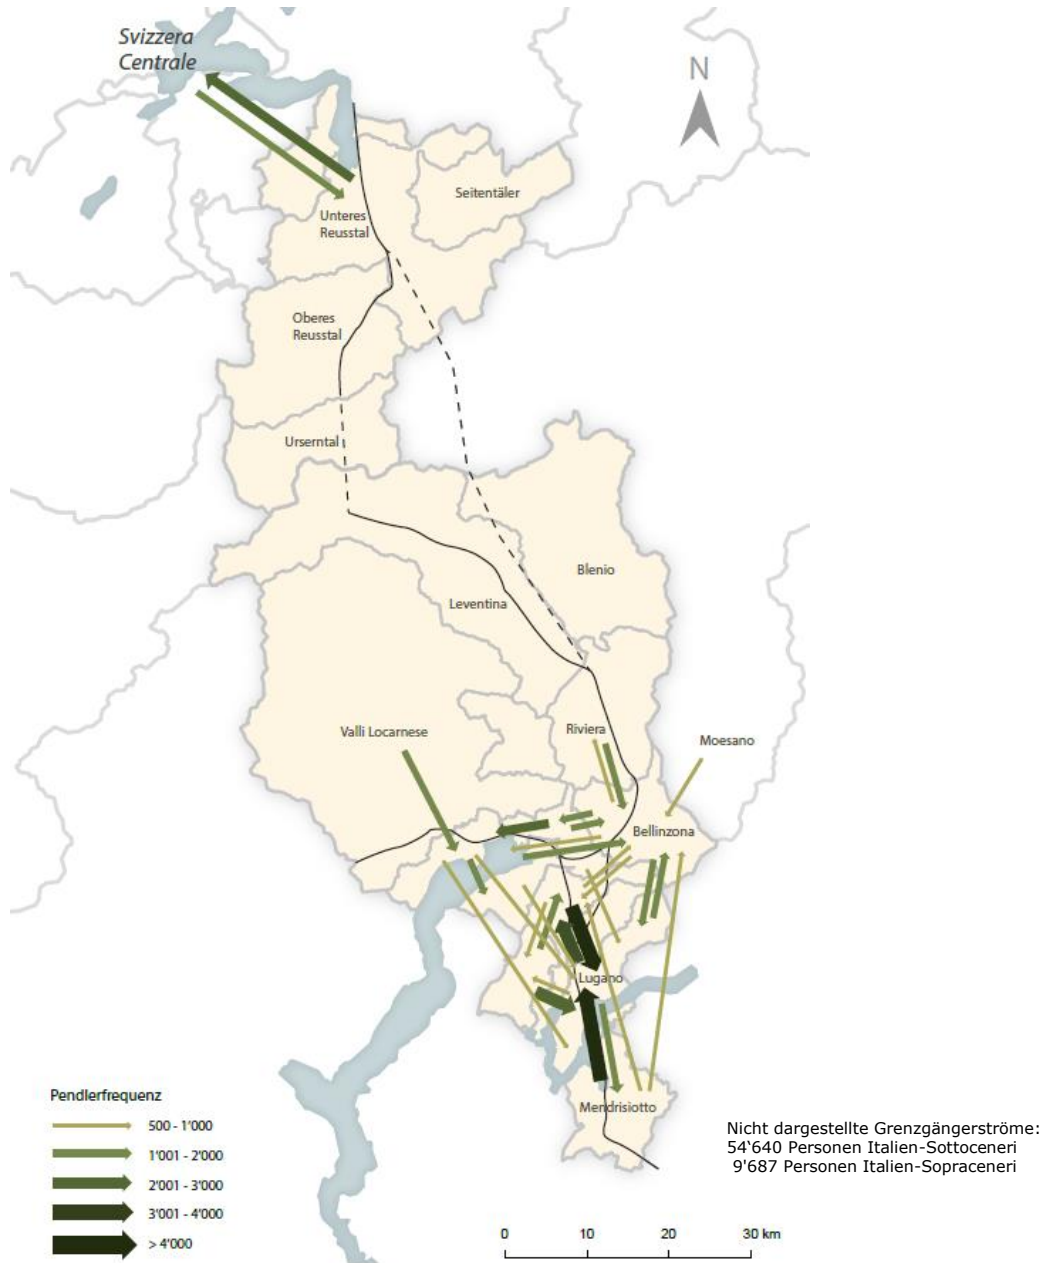 Svizzera
Centrale
N
Seitentäler
Unteres
Reusstal
Oberes
Reusstal
Urserntal
Blenio
Leventina
Valli Locarnese
Riviera
Moesano
Bellinzona
Lugano
Mendrisiotto
Pendlerfrequenz
500 - 1'000
1'001 - 2'000
2'001 - 3'000
3'001 - 4'000
> 4'000
Nicht dargestellte Grenzgängerströme:
54'640 Personen Italien-Sottoceneri
9'687 Personen Italien-Sopraceneri
0 10 20 30 km